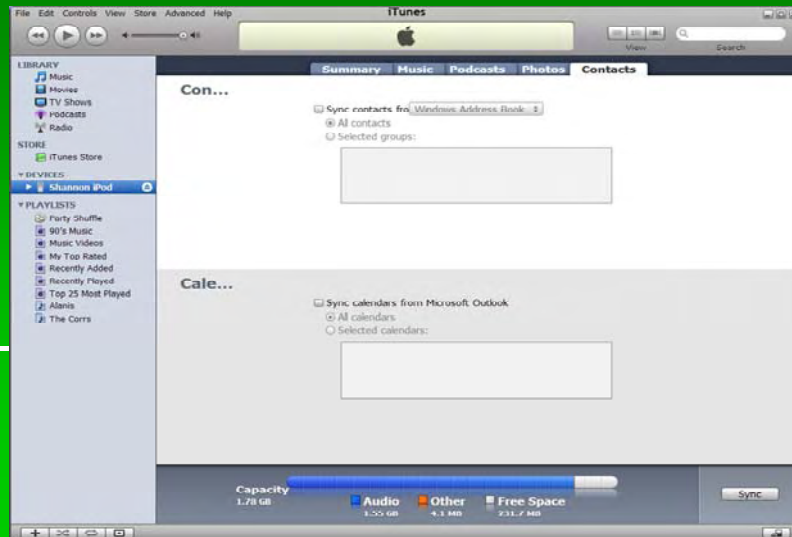 File Edit Controls View Store Advanced Help
iTunes
View
Search
LIBRARY
Music
Movies
TV Shows
Podcasts
Radio
STORE
iTunes Store
DEVICES
Shannon iPod
PLAYLISTS
Party Shuffle
90's Music
Music Videos
My Top Rated
Recently Added
Recently Played
Top 25 Most Played
Alanis
The Corrs
Summary Music Podcasts Photos Contacts
Con...
Sync contacts fro Windows Address Book
All contacts
Selected groups:
Cale...
Sync calendars from Microsoft Outlook
All calendars
Selected calendars:
Capacity
1.78 GB
Audio
1.55 GB
Other
4.1 MB
Free Space
231.7 MB
Sync